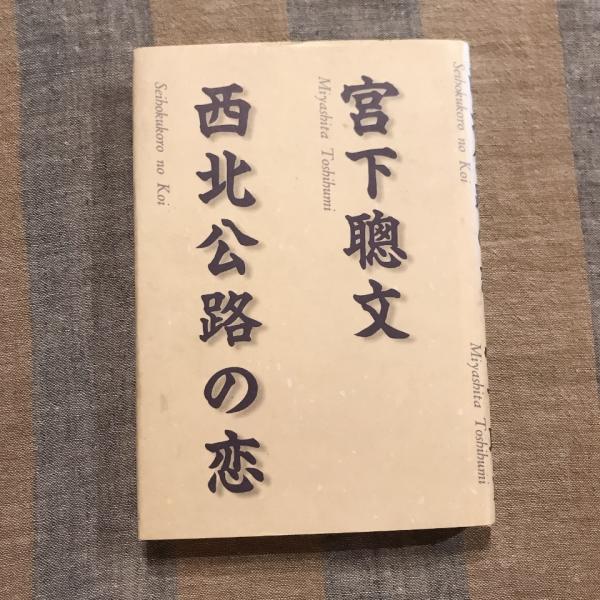 宮下聰文
Miyashita Toshibumi
西北公路の恋
Seihokukoro no Koi
Seihokukoro no Koi
Miyashita Toshibumi